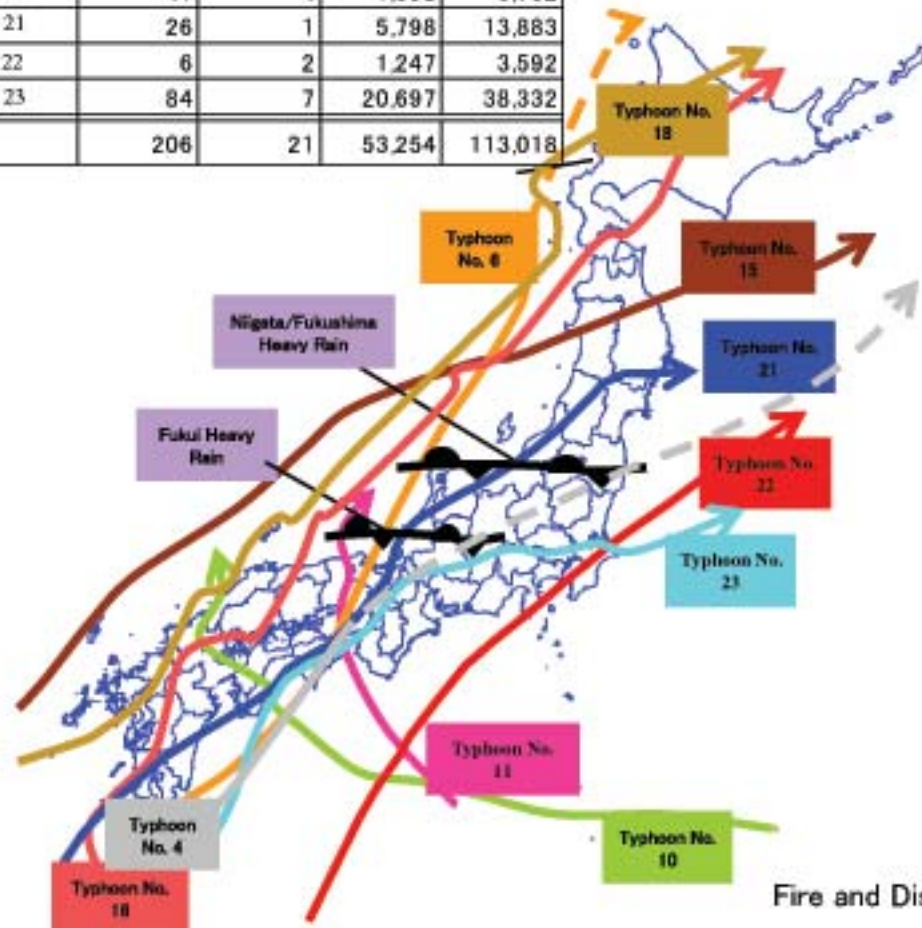 21 26 1 5,798 13,883
22 6 2 1,247 3,592
23 84 7 20,697 38,332
206 21 53,254 113,018
Typhoon No.
18
Typhoon
No. 6
Typhoon No.
15
Niigata/Fukushima
Heavy Rain
Typhoon No.
21
Fukui Heavy
Rain
Typhoon No
22
Typhoon No.
23
Typhoon No.
11
Typhoon
No. 4
Typhoon No.
10
Typhoon No.
16
Fire and Dis